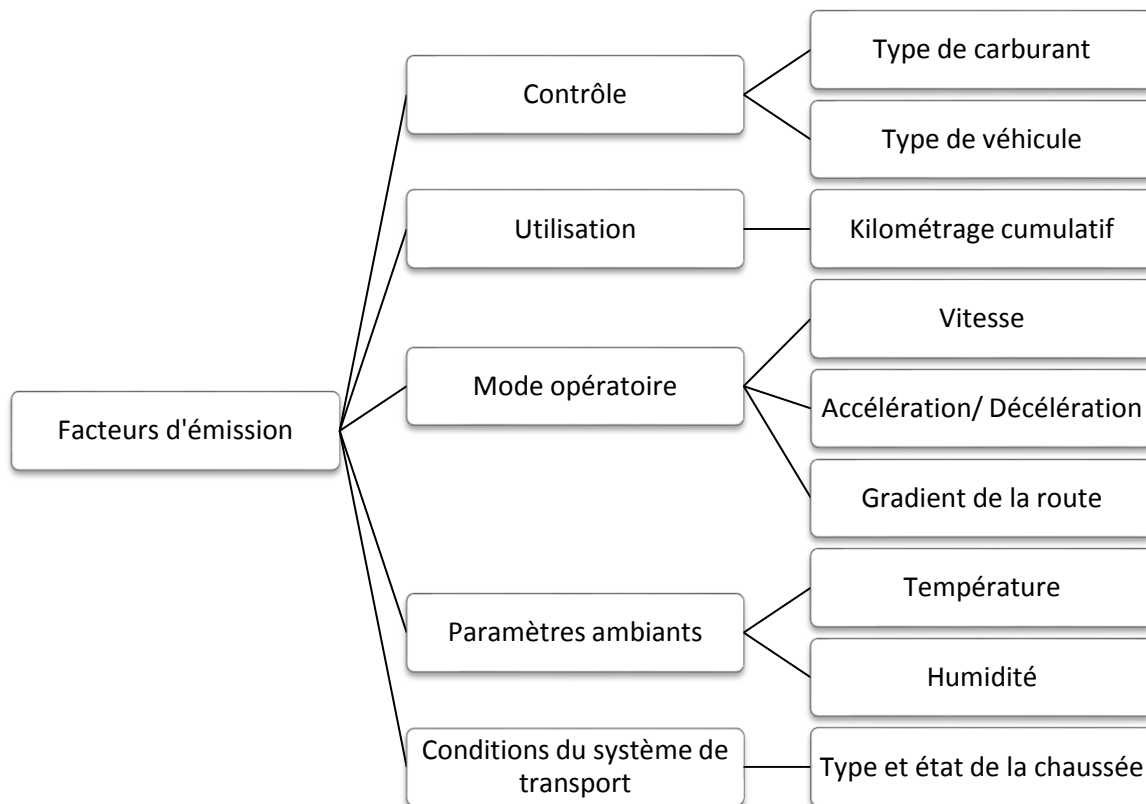 Facteurs d'émission
Contrôle
Type de carburant
Type de véhicule
Utilisation
Kilométrage cumulatif
Mode opératoire
Vitesse
Accélération/ Décélération
Gradient de la route
Paramètres ambiants
Température
Humidité
Conditions du système de
transport
Type et état de la chaussée